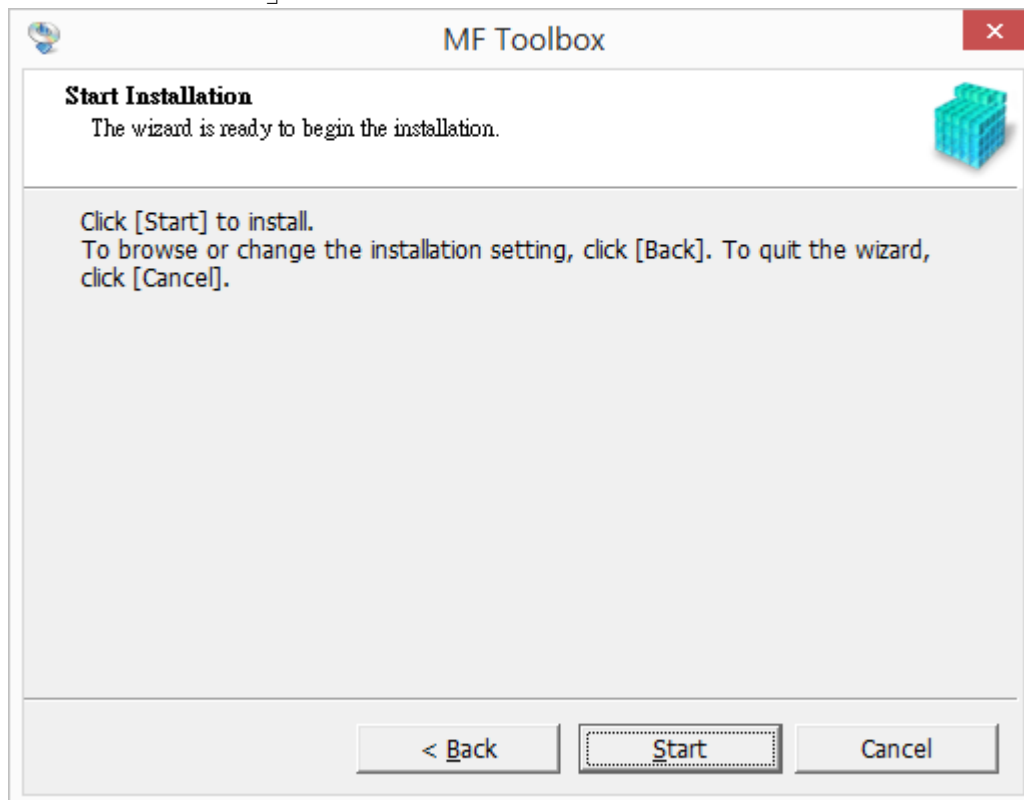 MF Toolbox
Start Installation
The wizard is ready to begin the installation.
Click [Start] to install.
To browse or change the installation setting, click [Back]. To quit the wizard,
click [Cancel].
< Back
Start
Cancel